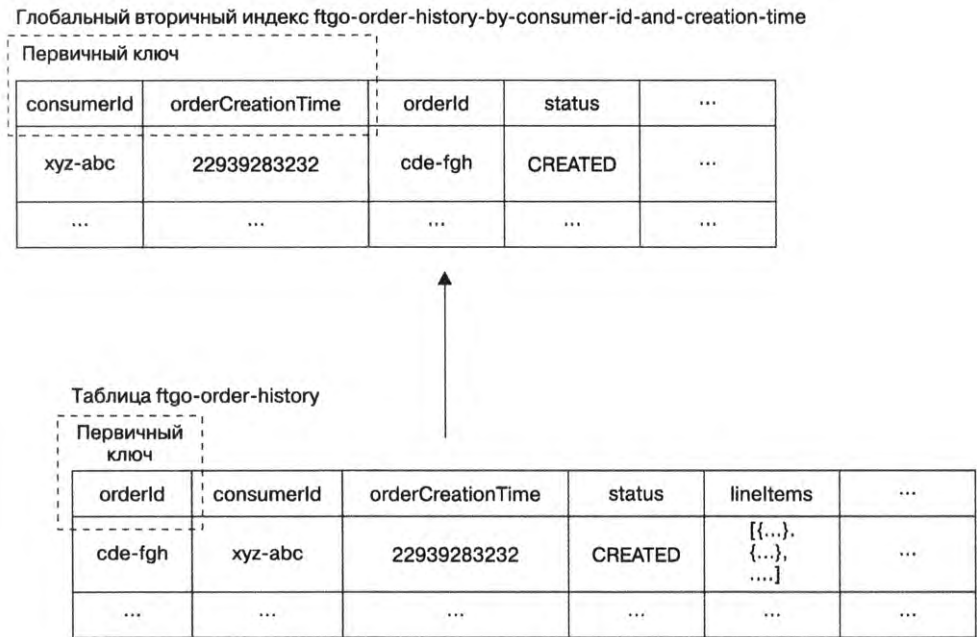 Глобальный вторичный индекс ftgo-order-history-by-consumer-id-and-creation-time
Первичный ключ
consumerId orderCreationTime orderId status ...
xyz-abc 22939283232 cde-fgh CREATED ...
... ... ... ... ...
Таблица ftgo-order-history
Первичный
ключ
orderId consumerId orderCreationTime status lineItems ...
[{...}.
cde-fgh xyz-abc 22939283232 CREATED {...}, ...
....]
... ... ... ... ... ...